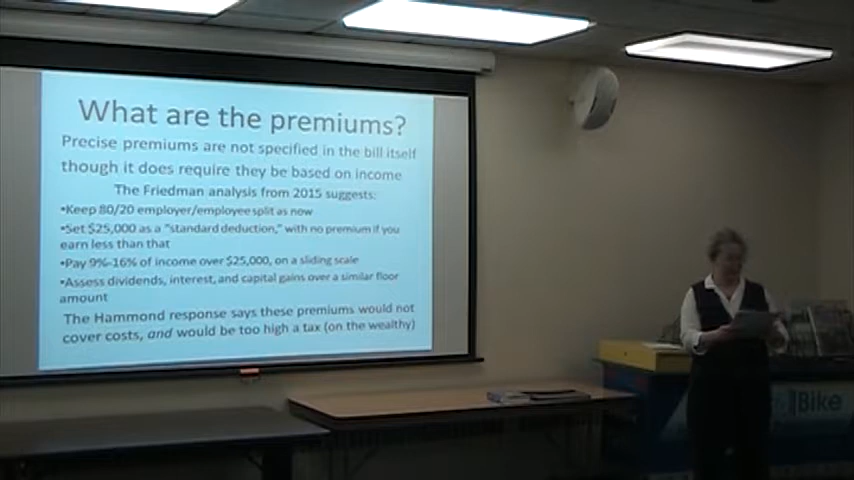 What are the premiums?
Precise premiums are not specified in the bill itself
though it does require they be based on income
The Friedman analysis from 2015 suggests:
•Keep 80/20 employer/employee split as now
•Set $25,000 as a "standard deduction," with no premium if you
earn less than that
•Pay 9%-16% of income over $25,000, on a sliding scale
•Assess dividends, interest, and capital gains over a similar floor
amount
The Hammond response says these premiums would not
cover costs, and would be too high a tax (on the wealthy)
Bike